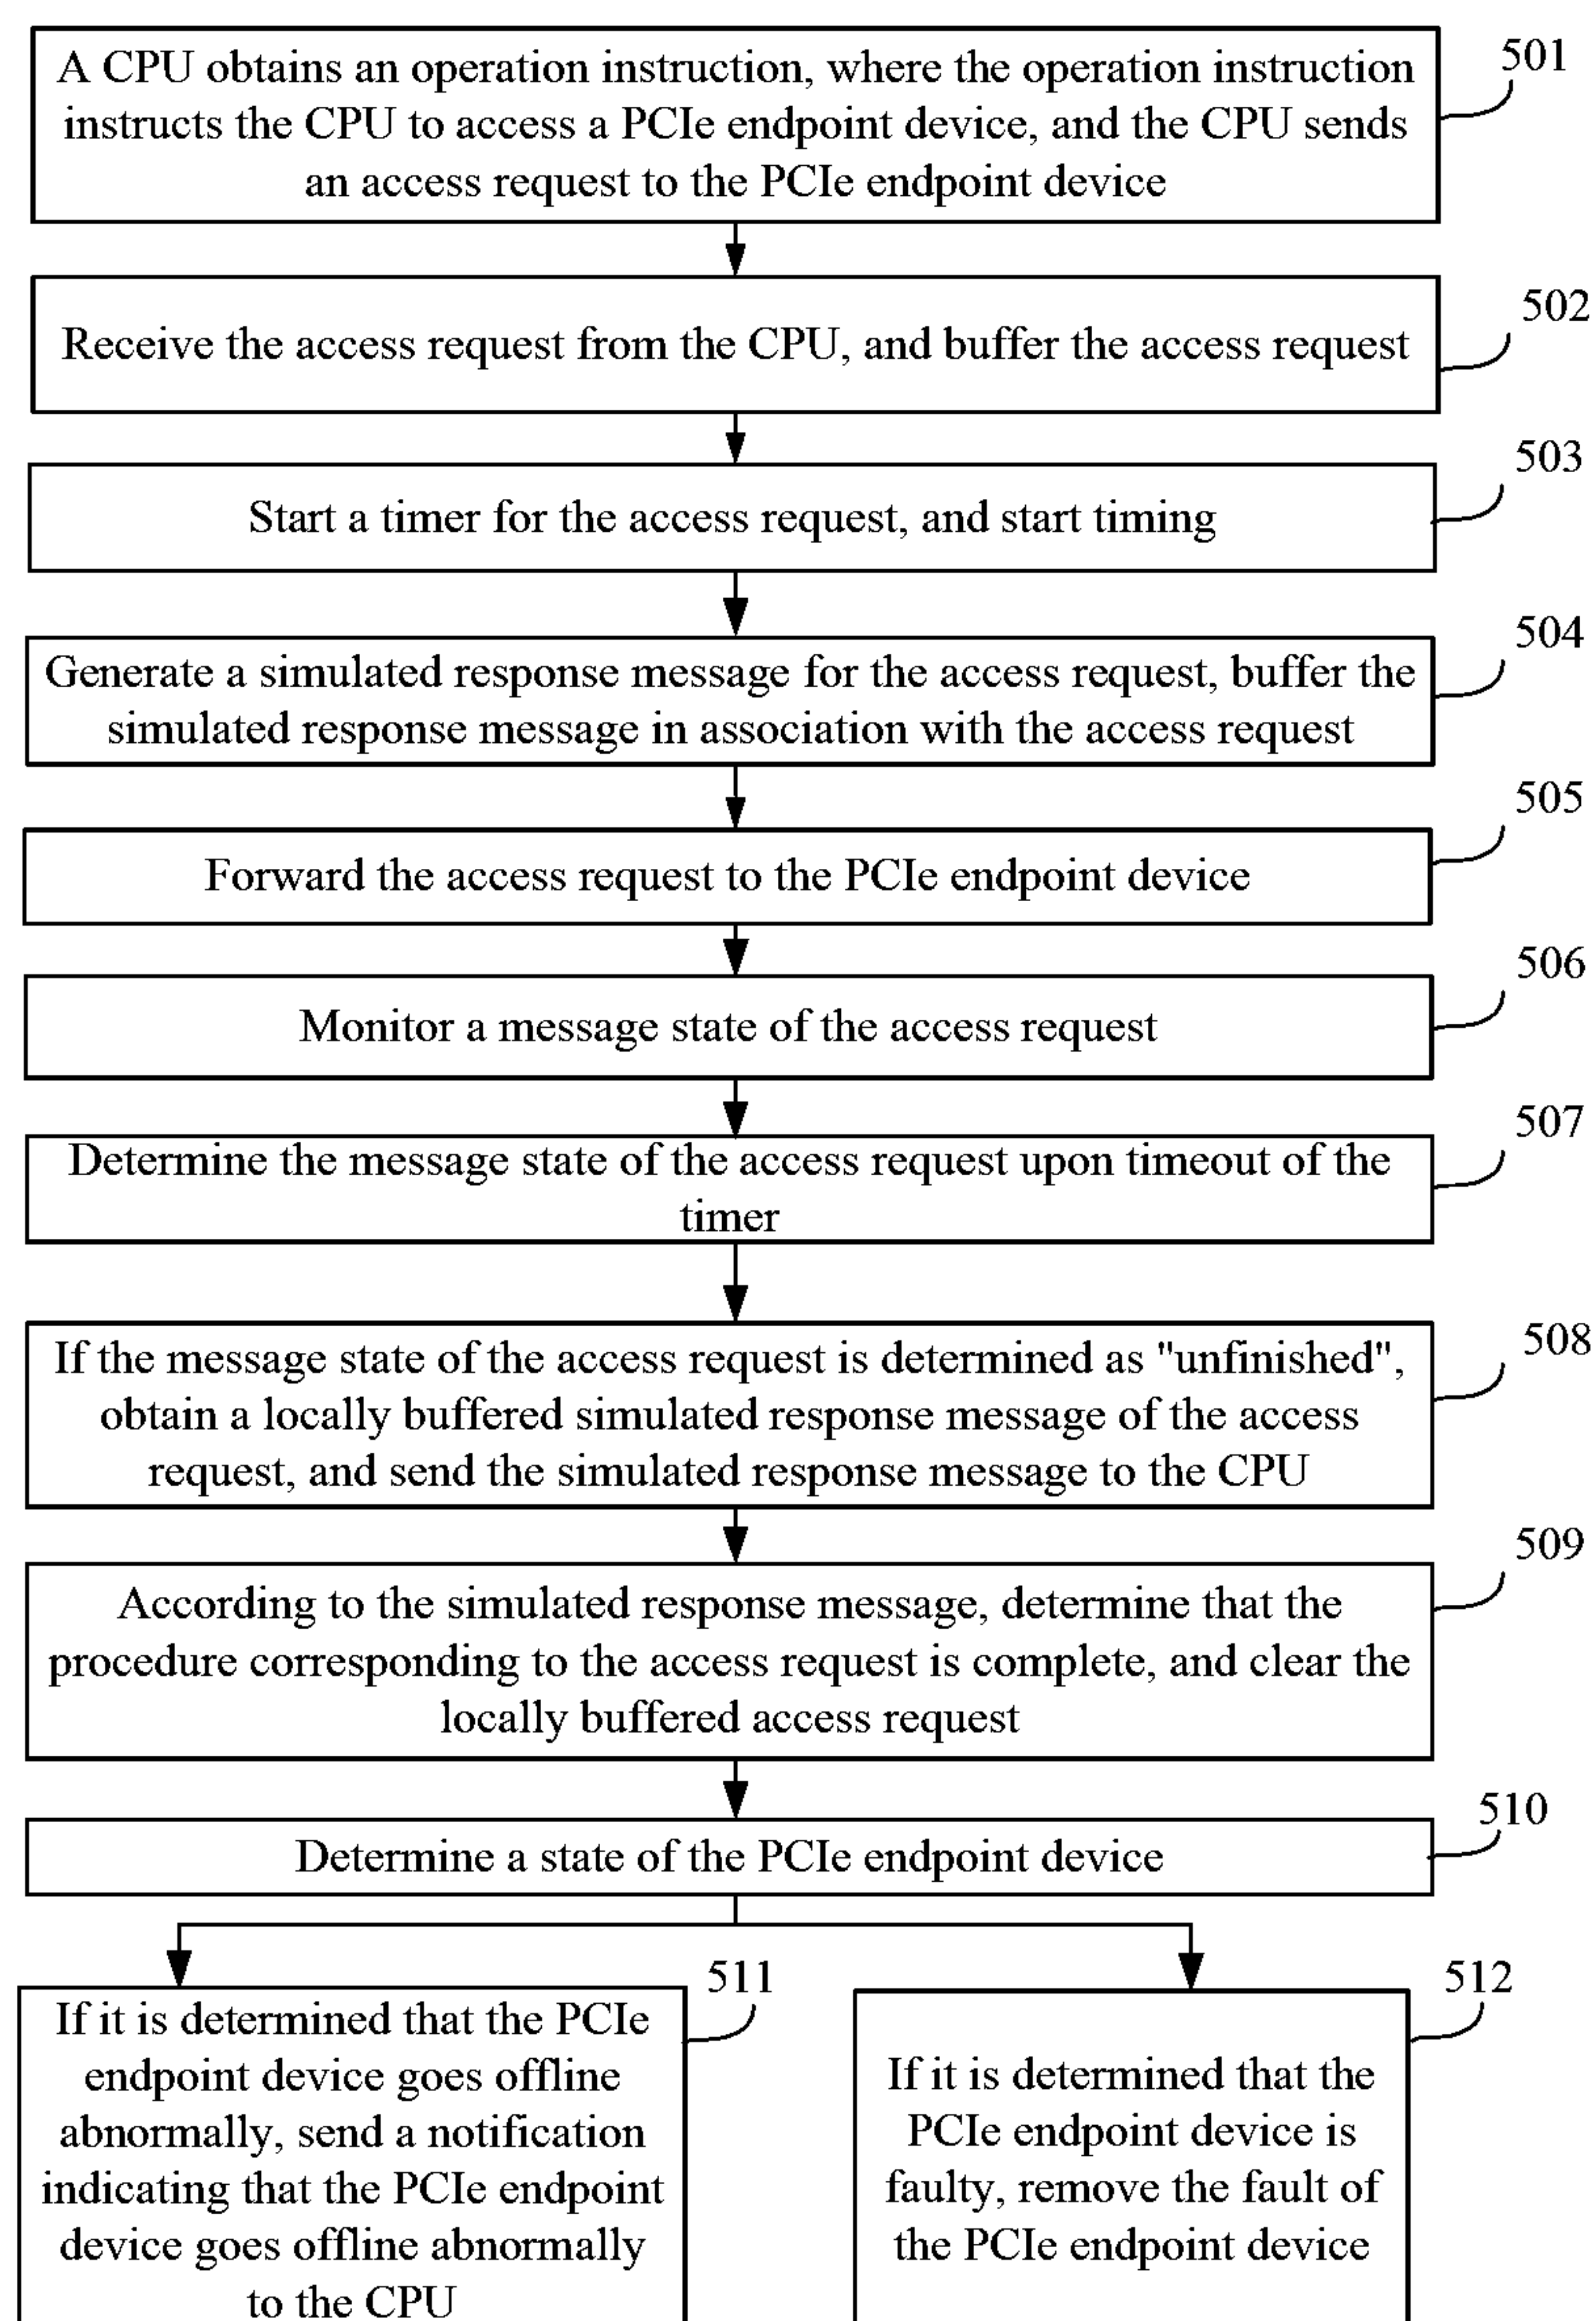 A CPU obtains an operation instruction, where the operation instruction
instructs the CPU to access a PCIe endpoint device, and the CPU sends
an access request to the PCIe endpoint device
501
Receive the access request from the CPU, and buffer the access request
502
Start a timer for the access request, and start timing
503
Generate a simulated response message for the access request, buffer the
simulated response message in association with the access request
504
Forward the access request to the PCIe endpoint device
505
Monitor a message state of the access request
506
Determine the message state of the access request upon timeout of the
timer
507
If the message state of the access request is determined as "unfinished",
obtain a locally buffered simulated response message of the access
request, and send the simulated response message to the CPU
508
According to the simulated response message, determine that the
procedure corresponding to the access request is complete, and clear the
locally buffered access request
509
Determine a state of the PCIe endpoint device
510
If it is determined that the PCIe
endpoint device goes offline
abnormally, send a notification
indicating that the PCIe endpoint
device goes offline abnormally
to the CPU
511
If it is determined that the
PCIe endpoint device is
faulty, remove the fault of
the PCIe endpoint device
512